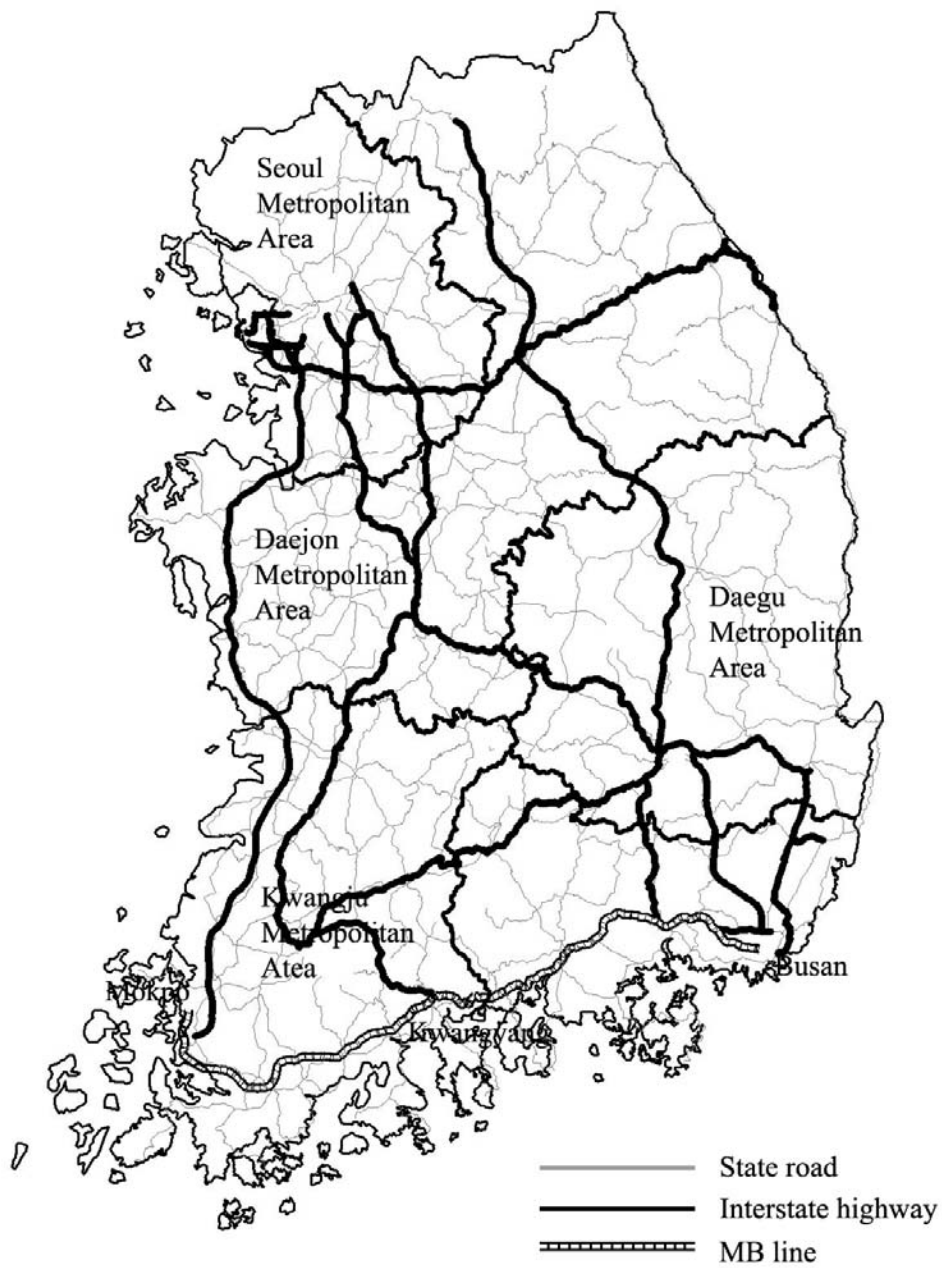 Seoul
Metropolitan
Area
Daejon
Metropolitan
Area
Daegu
Metropolitan
Area
Kwangju
Metropolitan
Atea
Mokpo
Busan
Kwangyang
State road
Interstate highway
MB line